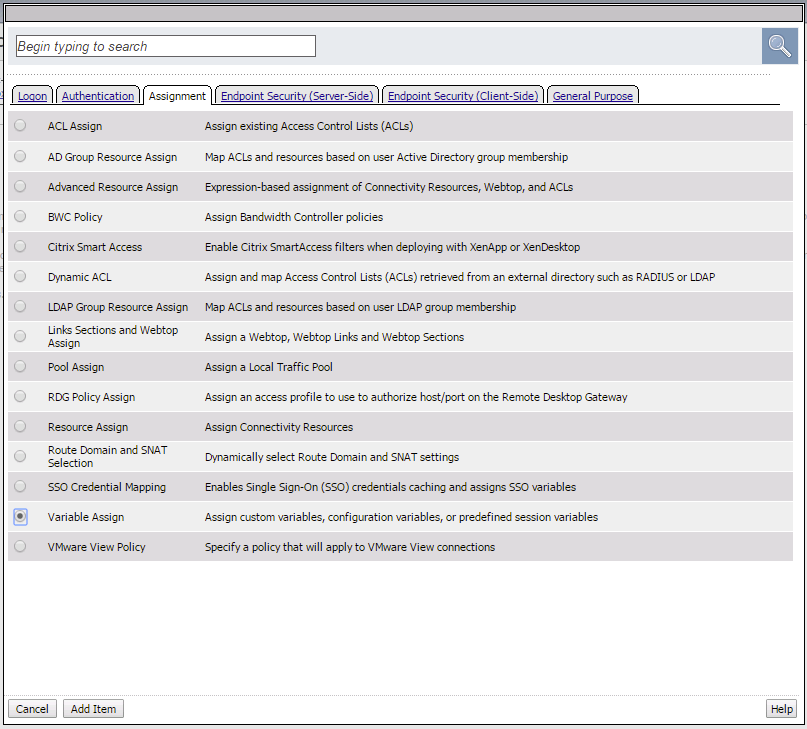 Begin typing to search
Logon Authentication Assignment Endpoint Security (Server-Side) Endpoint Security (Client-Side) General Purpose
ACL Assign Assign existing Access Control Lists (ACLs)
AD Group Resource Assign Map ACLs and resources based on user Active Directory group membership
Advanced Resource Assign Expression-based assignment of Connectivity Resources, Webtop, and ACLs
BWC Policy Assign Bandwidth Controller policies
Citrix Smart Access Enable Citrix SmartAccess filters when deploying with XenApp or XenDesktop
Dynamic ACL Assign and map Access Control Lists (ACLs) retrieved from an external directory such as RADIUS or LDAP
LDAP Group Resource Assign Map ACLs and resources based on user LDAP group membership
Links Sections and Webtop
Assign Assign a Webtop, Webtop Links and Webtop Sections
Pool Assign Assign a Local Traffic Pool
RDG Policy Assign Assign an access profile to use to authorize host/port on the Remote Desktop Gateway
Resource Assign Assign Connectivity Resources
Route Domain and SNAT
Selection Dynamically select Route Domain and SNAT settings
SSO Credential Mapping Enables Single Sign-On (SSO) credentials caching and assigns SSO variables
Variable Assign Assign custom variables, configuration variables, or predefined session variables
VMware View Policy Specify a policy that will apply to VMware View connections
Cancel Add Item Help